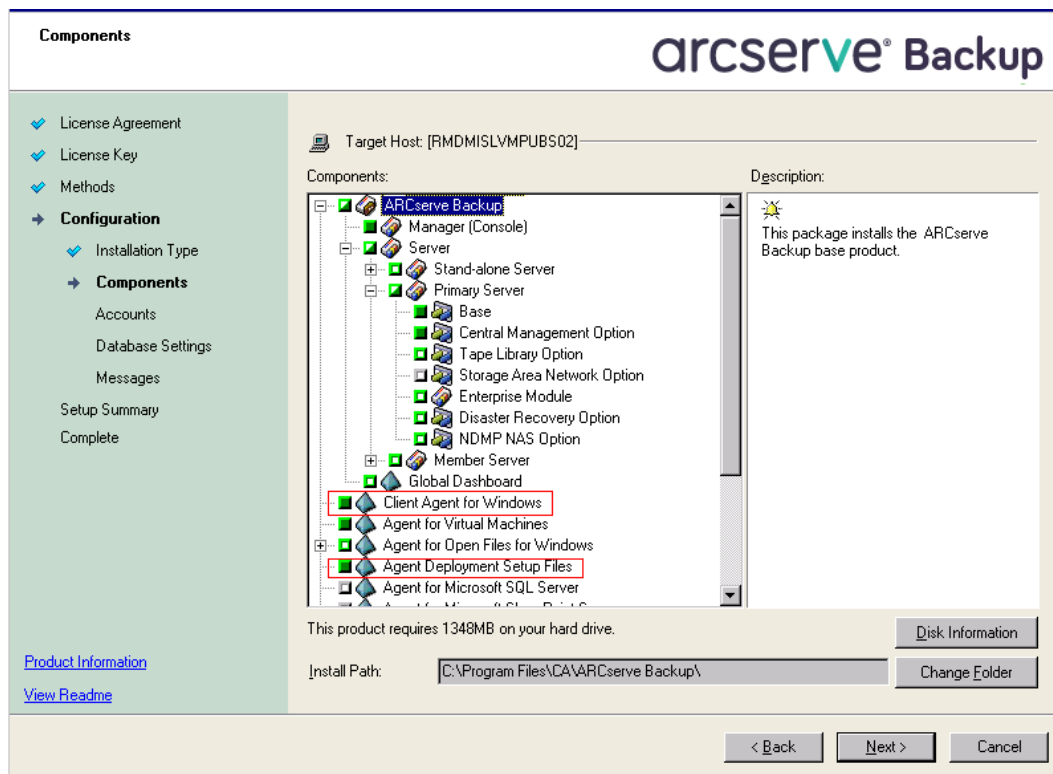 Components
arcserve® Backup
License Agreement
License Key
Methods
Configuration
Installation Type
Components
Accounts
Database Settings
Messages
Setup Summary
Complete
Product Information
View Readme
Target Host: [RMDMISLVMPUBS02]
Components:
ARCserve Backup
Manager (Console)
Server
Stand-alone Server
Primary Server
Base
Central Management Option
Tape Library Option
Storage Area Network Option
Enterprise Module
Disaster Recovery Option
NDMP NAS Option
Member Server
Global Dashboard
Client Agent for Windows
Agent for Virtual Machines
Agent for Open Files for Windows
Agent Deployment Setup Files
Agent for Microsoft SQL Server
Description:
This package installs the ARCserve
Backup base product.
This product requires 1348MB on your hard drive.
Disk Information
Install Path:
C:\Program Files\CA\ARCserve Backup\
Change Folder
< Back
Next >
Cancel